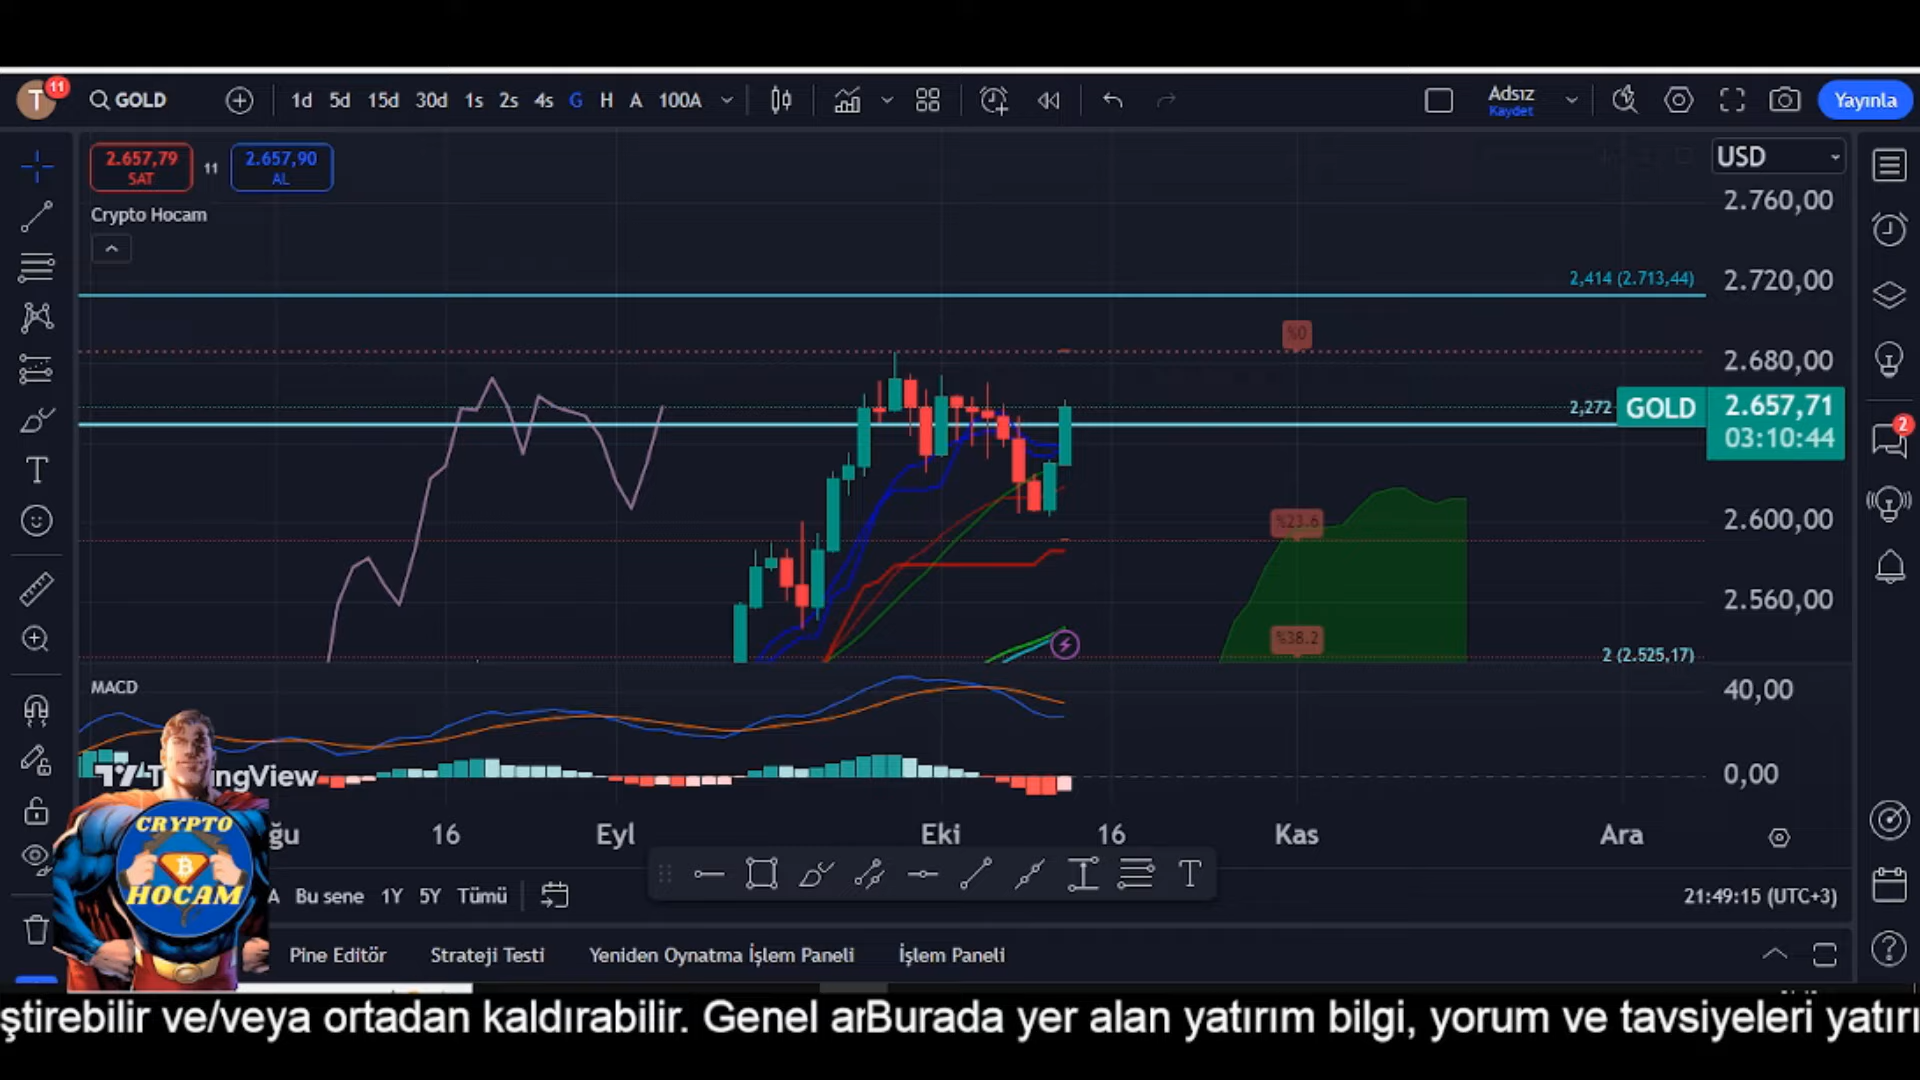 T 11 GOLD 1d 5d 15d 30d 1s 2s 4s G H A 100A Adsız Kaydet Yayınla
2.657,79 SAT 11 2.657,90 AL USD
2.760,00
Crypto Hocam
2,414 (2.713,44) 2.720,00
%0
2.680,00
2,272 GOLD 2.657,71
03:10:44
2
%23.6 2.600,00
2.560,00
%38.2 2 (2.525,17)
MACD 40,00
TradingView 0,00
ğu 16 Eyl Eki 16 Kas Ara
CRYPTO
HOCAM
A Bu sene 1Y 5Y Tümü T 21:49:15 (UTC+3)
Pine Editör Strateji Testi Yeniden Oynatma İşlem Paneli İşlem Paneli
ştirebilir ve/veya ortadan kaldırabilir. Genel arBurada yer alan yatırım bilgi, yorum ve tavsiyeleri yatırı